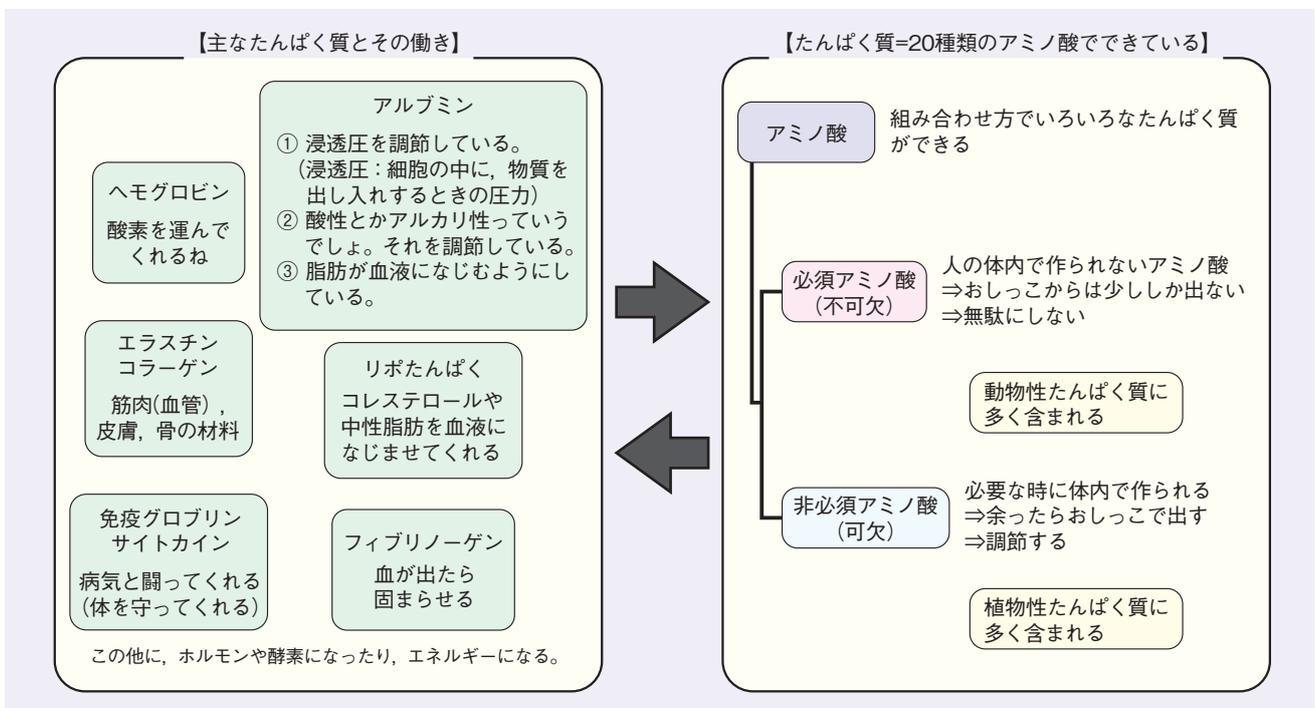 【主なたんぱく質とその働き】
アルブミン
① 浸透圧を調節している。
（浸透圧：細胞の中に，物質を
出し入れするときの圧力）
② 酸性とかアルカリ性っていう
でしょ。それを調節している。
③ 脂肪が血液になじむようにし
ている。
ヘモグロビン
酸素を運んで
くれるね
エラスチン
コラーゲン
筋肉(血管)，
皮膚，骨の材料
リポたんぱく
コレステロールや
中性脂肪を血液に
なじませてくれる
免疫グロブリン
サイトカイン
病気と闘ってくれる
（体を守ってくれる）
フィブリノーゲン
血が出たら
固まらせる
この他に，ホルモンや酵素になったり，エネルギーになる。
【たんぱく質=20種類のアミノ酸でできている】
アミノ酸
組み合わせ方でいろいろなたんぱく質
ができる
必須アミノ酸
（不可欠）
人の体内で作られないアミノ酸
⇒おしっこからは少ししか出ない
⇒無駄にしない
動物性たんぱく質に
多く含まれる
非必須アミノ酸
（可欠）
必要な時に体内で作られる
⇒余ったらおしっこで出す
⇒調節する
植物性たんぱく質に
多く含まれる